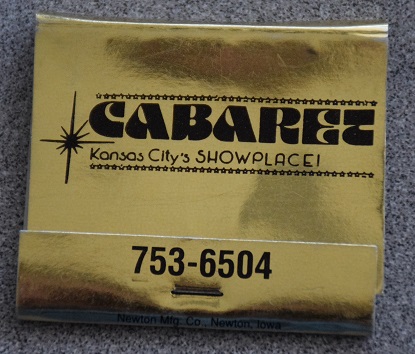 CABARET
Kansas City's SHOWPLACE!
753-6504
Newton Mfg. Co., Newton, Iowa